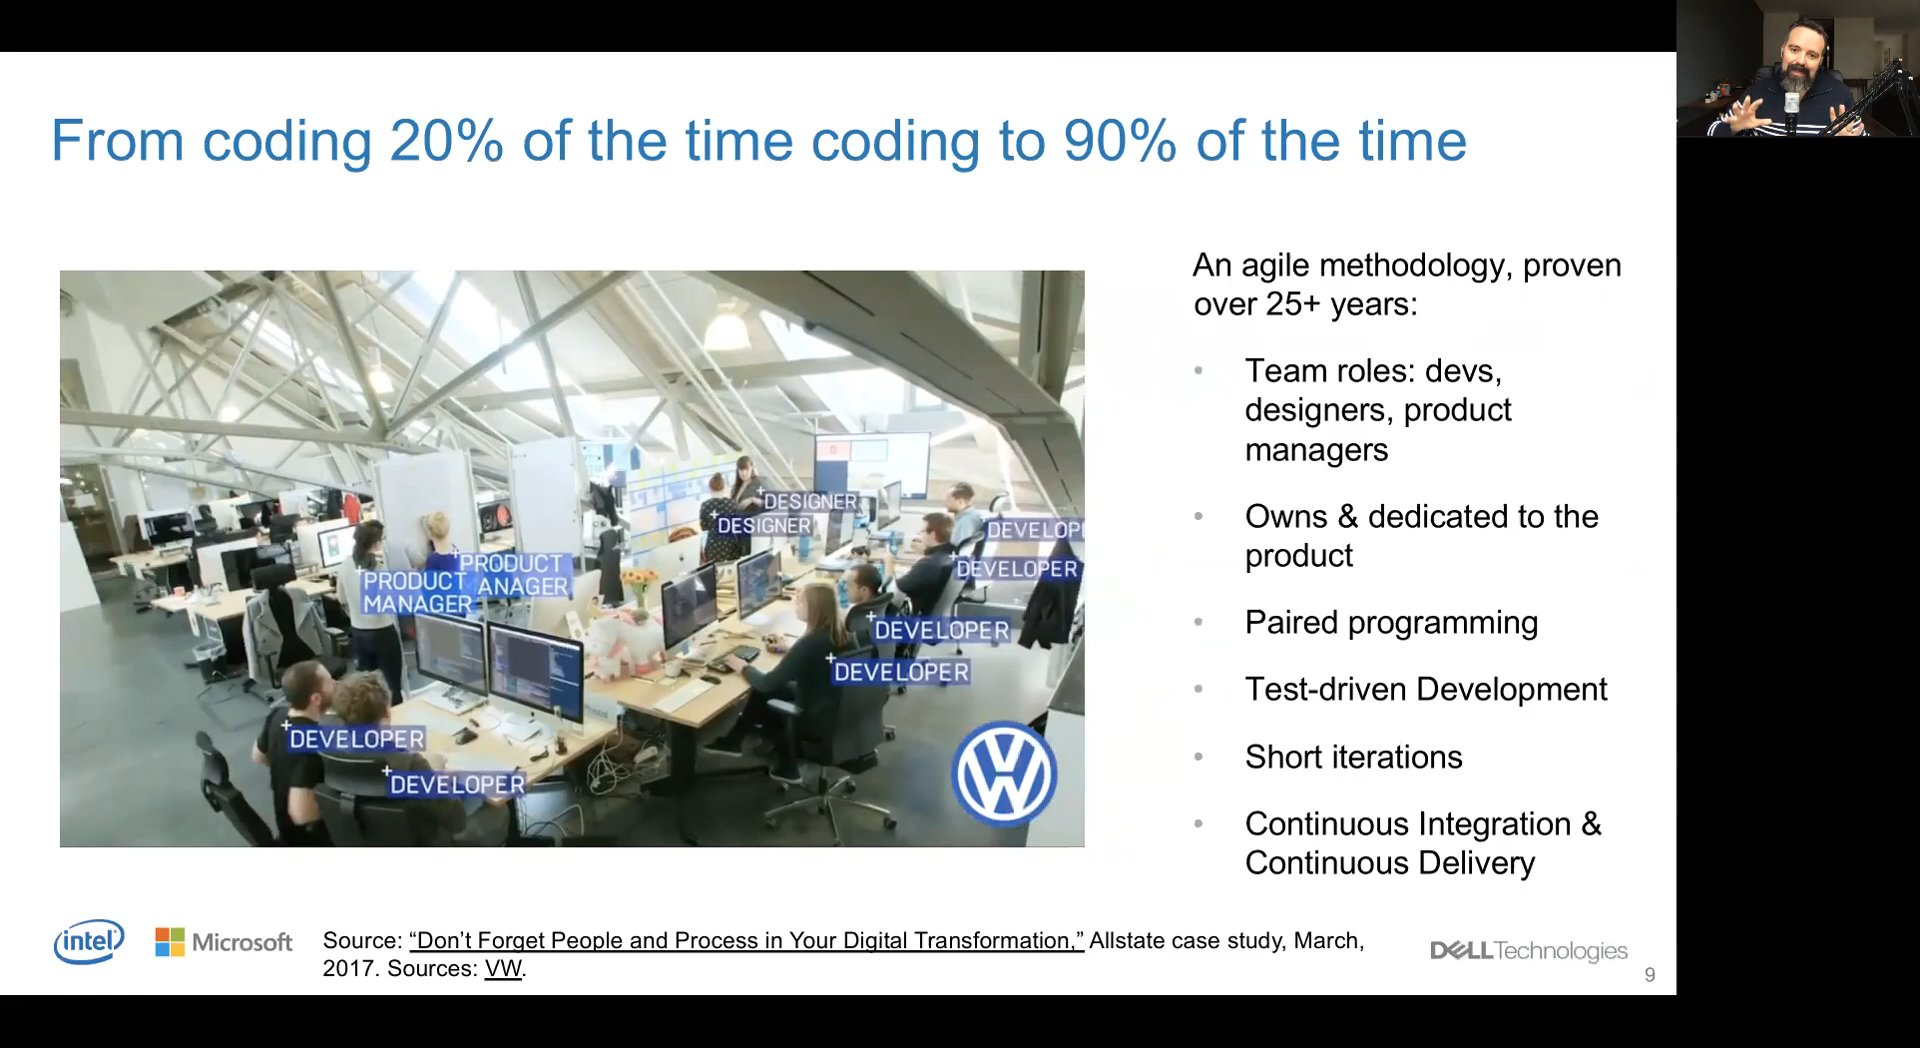 From coding 20% of the time coding to 90% of the time
An agile methodology, proven
over 25+ years:
• Team roles: devs,
designers, product
managers
• Owns & dedicated to the
product
• Paired programming
• Test-driven Development
• Short iterations
• Continuous Integration &
Continuous Delivery
DESIGNER
DESIGNER
DEVELOP
DEVELOPER
PRODUCT
ANAGER
PRODUCT
MANAGER
DEVELOPER
DEVELOPER
DEVELOPER
DEVELOPER
intel
Microsoft
Source: “Don’t Forget People and Process in Your Digital Transformation,” Allstate case study, March,
2017. Sources: VW.
DELLTechnologies
9